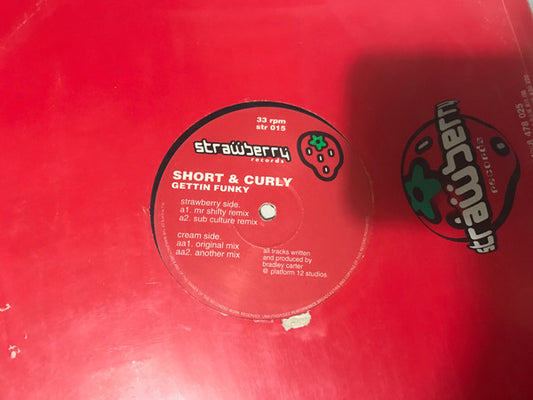 33 rpm
str 015
strawberry
records
SHORT & CURLY
GETTIN FUNKY
strawberry side.
a1. mr shifty remix
a2. sub culture remix
cream side.
aa1. original mix
aa2. another mix
all tracks written
and produced by
bradley carter
@ platform 12 studios
strawberry
records
478 025